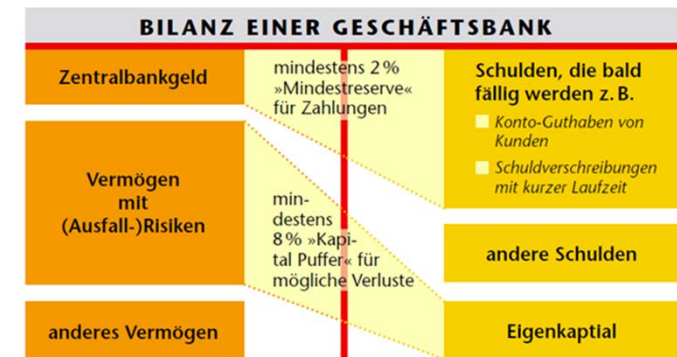 BILANZ EINER GESCHÄFTSBANK
Zentralbankgeld
mindestens 2 %
»Mindestreserve«
für Zahlungen
Schulden, die bald
fällig werden z. B.
Konto-Guthaben von
Kunden
Schuldverschreibungen
mit kurzer Laufzeit
Vermögen
mit
(Ausfall-)Risiken
min-
destens
8 % »Kapi-
tal Puffer« für
mögliche Verluste
andere Schulden
anderes Vermögen
Eigenkaptial